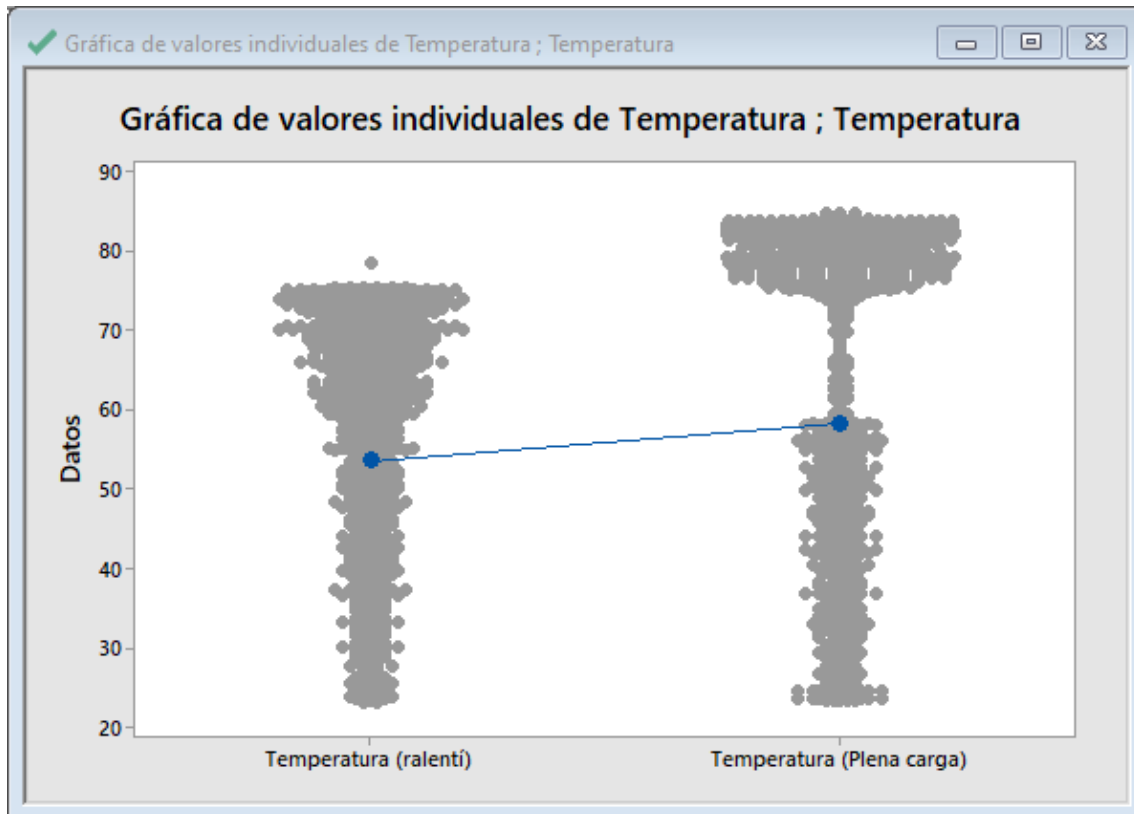 Gráfica de valores individuales de Temperatura ; Temperatura
Gráfica de valores individuales de Temperatura ; Temperatura
Datos
90
80
70
60
50
40
30
20
Temperatura (ralentí)
Temperatura (Plena carga)